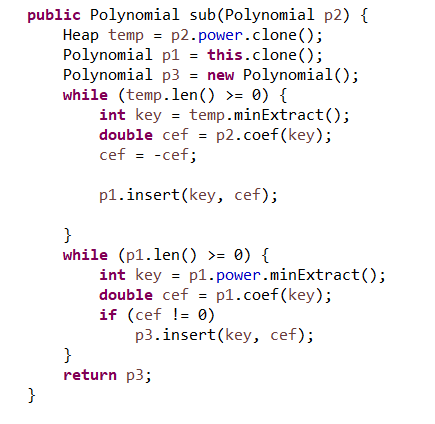 public Polynomial sub(Polynomial p2) {
Heap temp = p2.power.clone();
Polynomial p1 = this.clone();
Polynomial p3 = new Polynomial();
while (temp.len() >= 0) {
int key = temp.minExtract();
double cef = p2.coef(key);
cef = -cef;
p1.insert(key, cef);
}
while (p1.len() >= 0) {
int key = p1.power.minExtract();
double cef = p1.coef(key);
if (cef != 0)
p3.insert(key, cef);
}
return p3;
}